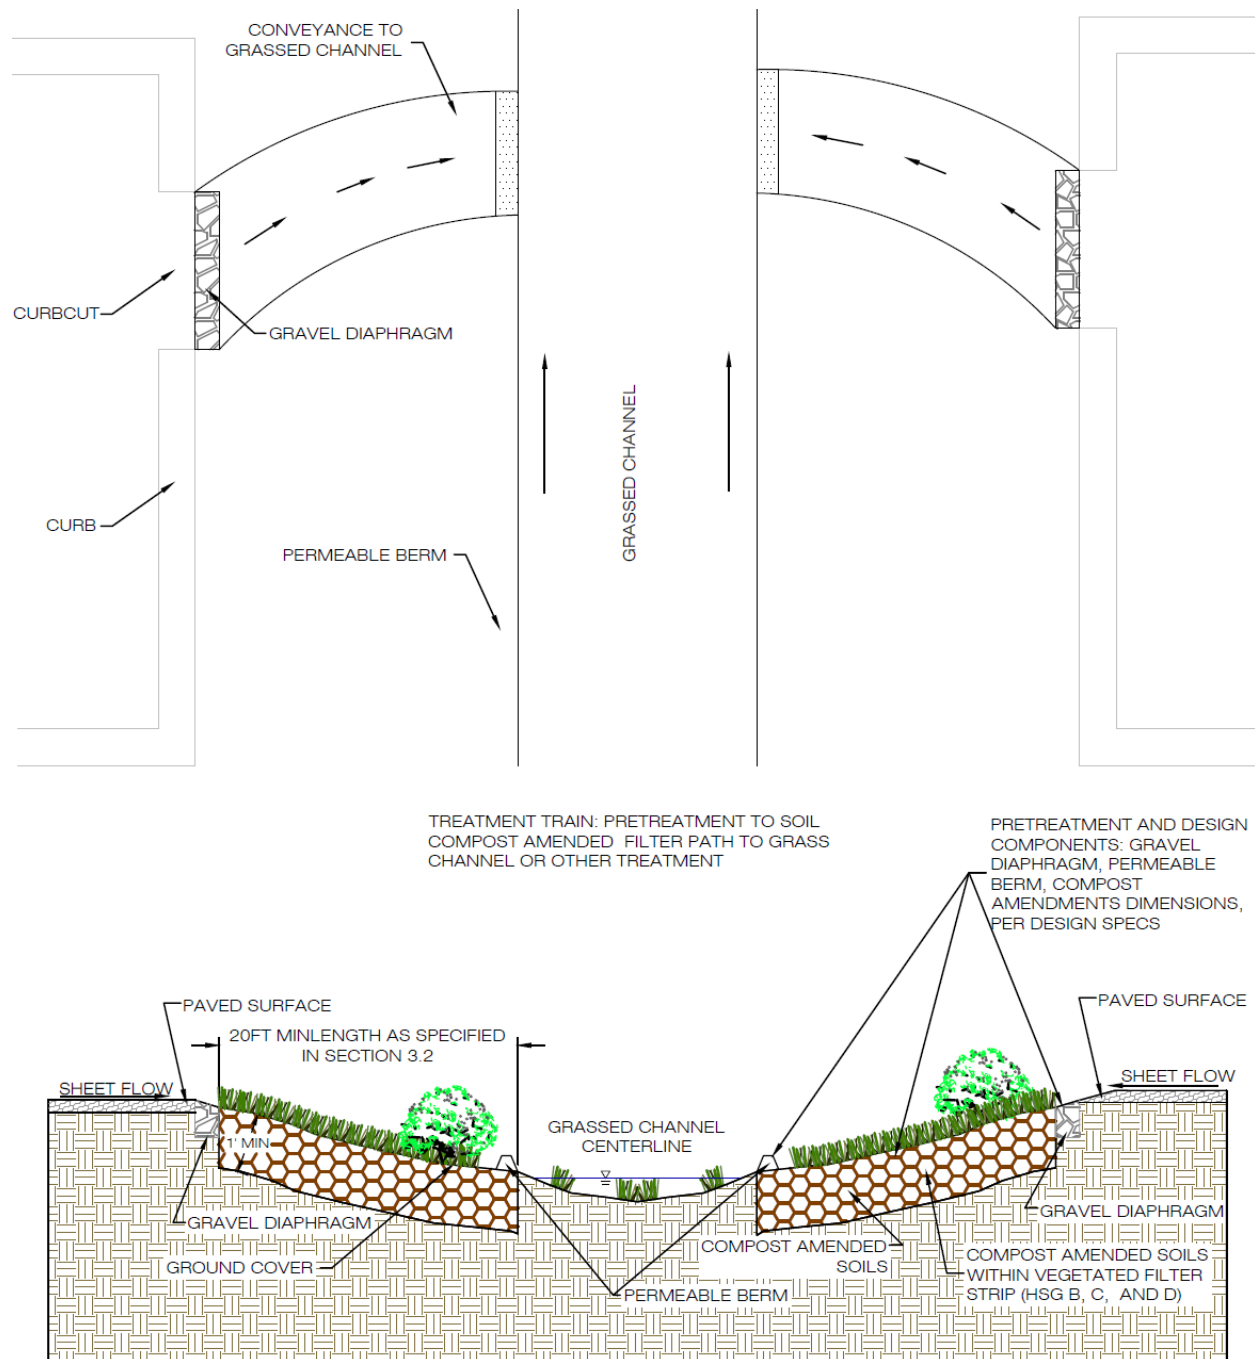 CONVEYANCE TO
GRASSED CHANNEL
CURBCUT
GRAVEL DIAPHRAGM
GRASSED CHANNEL
CURB
PERMEABLE BERM
TREATMENT TRAIN: PRETREATMENT TO SOIL
COMPOST AMENDED FILTER PATH TO GRASS
CHANNEL OR OTHER TREATMENT
PRETREATMENT AND DESIGN
COMPONENTS: GRAVEL
DIAPHRAGM, PERMEABLE
BERM, COMPOST
AMENDMENTS DIMENSIONS,
PER DESIGN SPECS
PAVED SURFACE
PAVED SURFACE
20FT MINLENGTH AS SPECIFIED
IN SECTION 3.2
SHEET FLOW
SHEET FLOW
GRASSED CHANNEL
CENTERLINE
1' MIN
GRAVEL DIAPHRAGM
GRAVEL DIAPHRAGM
GROUND COVER
COMPOST AMENDED
SOILS
COMPOST AMENDED SOILS
WITHIN VEGETATED FILTER
STRIP (HSG B, C, AND D)
PERMEABLE BERM